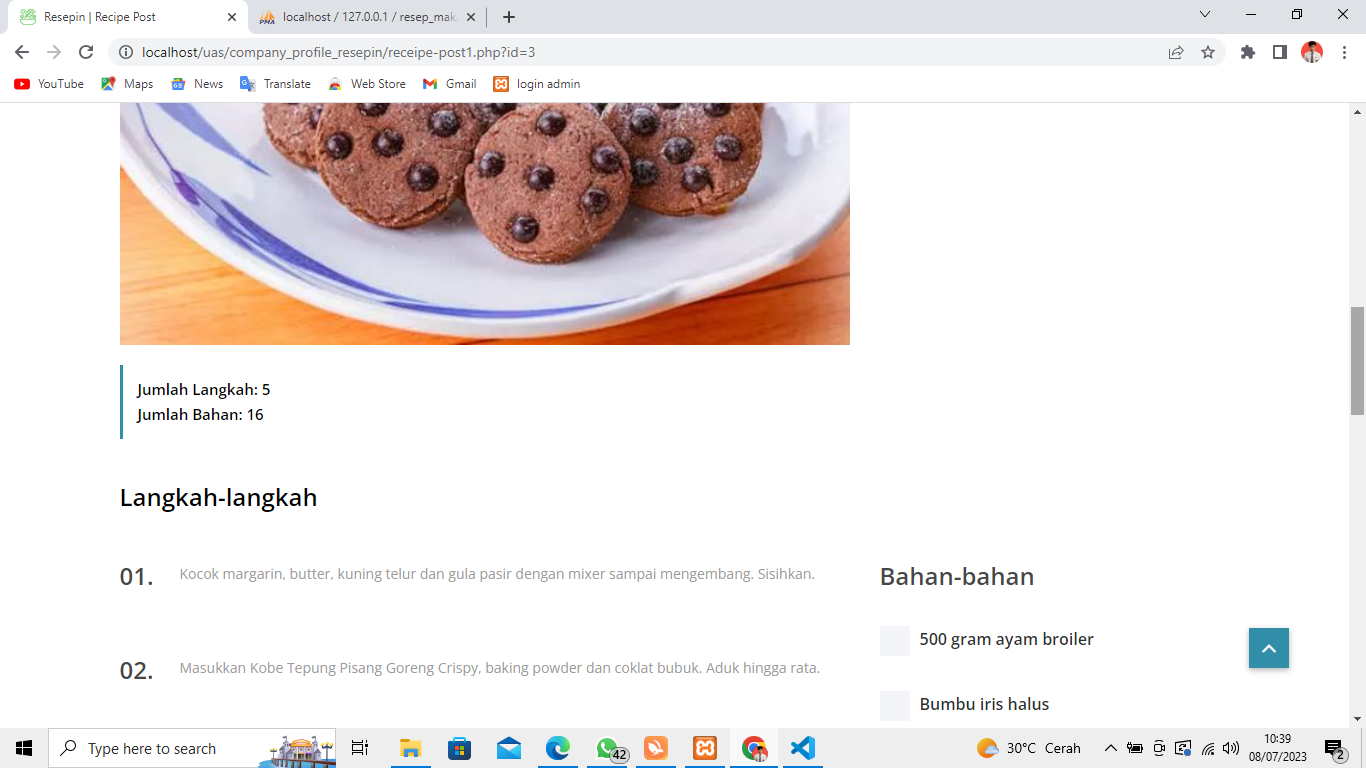 Resepin | Recipe Post
localhost / 127.0.0.1 / resep_mak
localhost/uas/company_profile_resepin/receipe-post1.php?id=3
YouTube Maps News Translate Web Store Gmail login admin
Jumlah Langkah: 5
Jumlah Bahan: 16
Langkah-langkah
01. Kocok margarin, butter, kuning telur dan gula pasir dengan mixer sampai mengembang. Sisihkan.
02. Masukkan Kobe Tepung Pisang Goreng Crispy, baking powder dan coklat bubuk. Aduk hingga rata.
Bahan-bahan
500 gram ayam broiler
Bumbu iris halus
Type here to search
42
30°C Cerah
10:39
08/07/2023
2